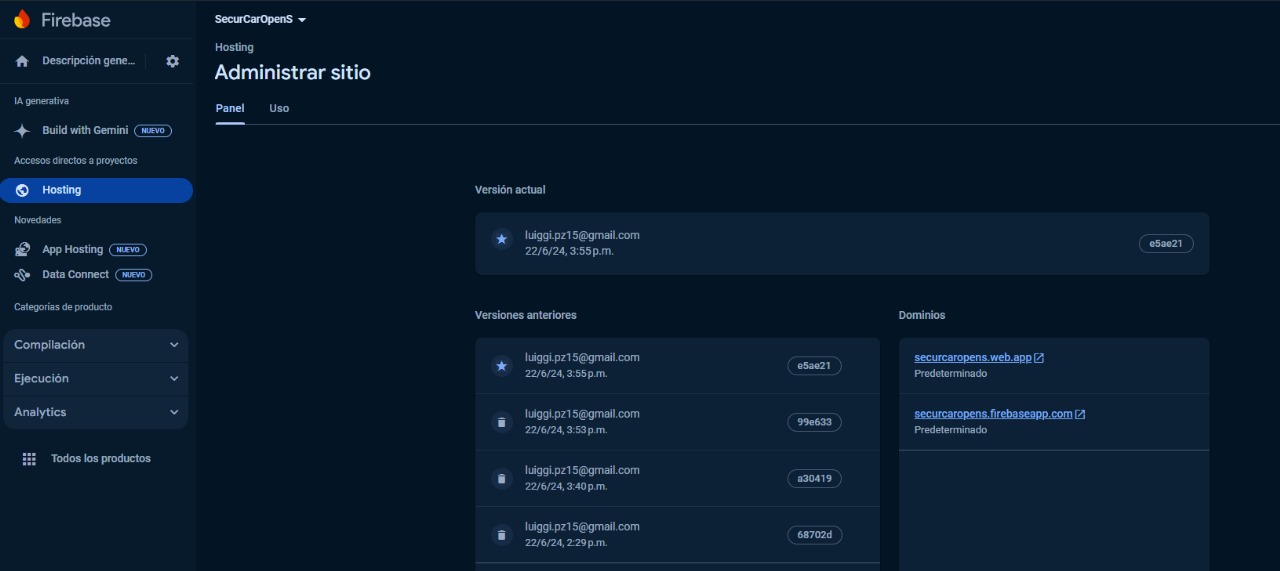 Firebase
Descripción gene...
IA generativa
Build with Gemini NUEVO
Accesos directos a proyectos
Hosting
Novedades
App Hosting NUEVO
Data Connect NUEVO
Categorías de producto
Compilación
Ejecución
Analytics
Todos los productos
SecurCarOpenS
Hosting
Administrar sitio
Panel Uso
Versión actual
luiggi.pz15@gmail.com
22/6/24, 3:55 p.m.
e5ae21
Versiones anteriores
luiggi.pz15@gmail.com
22/6/24, 3:55 p.m.
e5ae21
luiggi.pz15@gmail.com
22/6/24, 3:53 p.m.
99e633
luiggi.pz15@gmail.com
22/6/24, 3:40 p.m.
a30419
luiggi.pz15@gmail.com
22/6/24, 2:29 p.m.
68702d
Dominios
securcaropens.web.app
Predeterminado
securcaropens.firebaseapp.com
Predeterminado